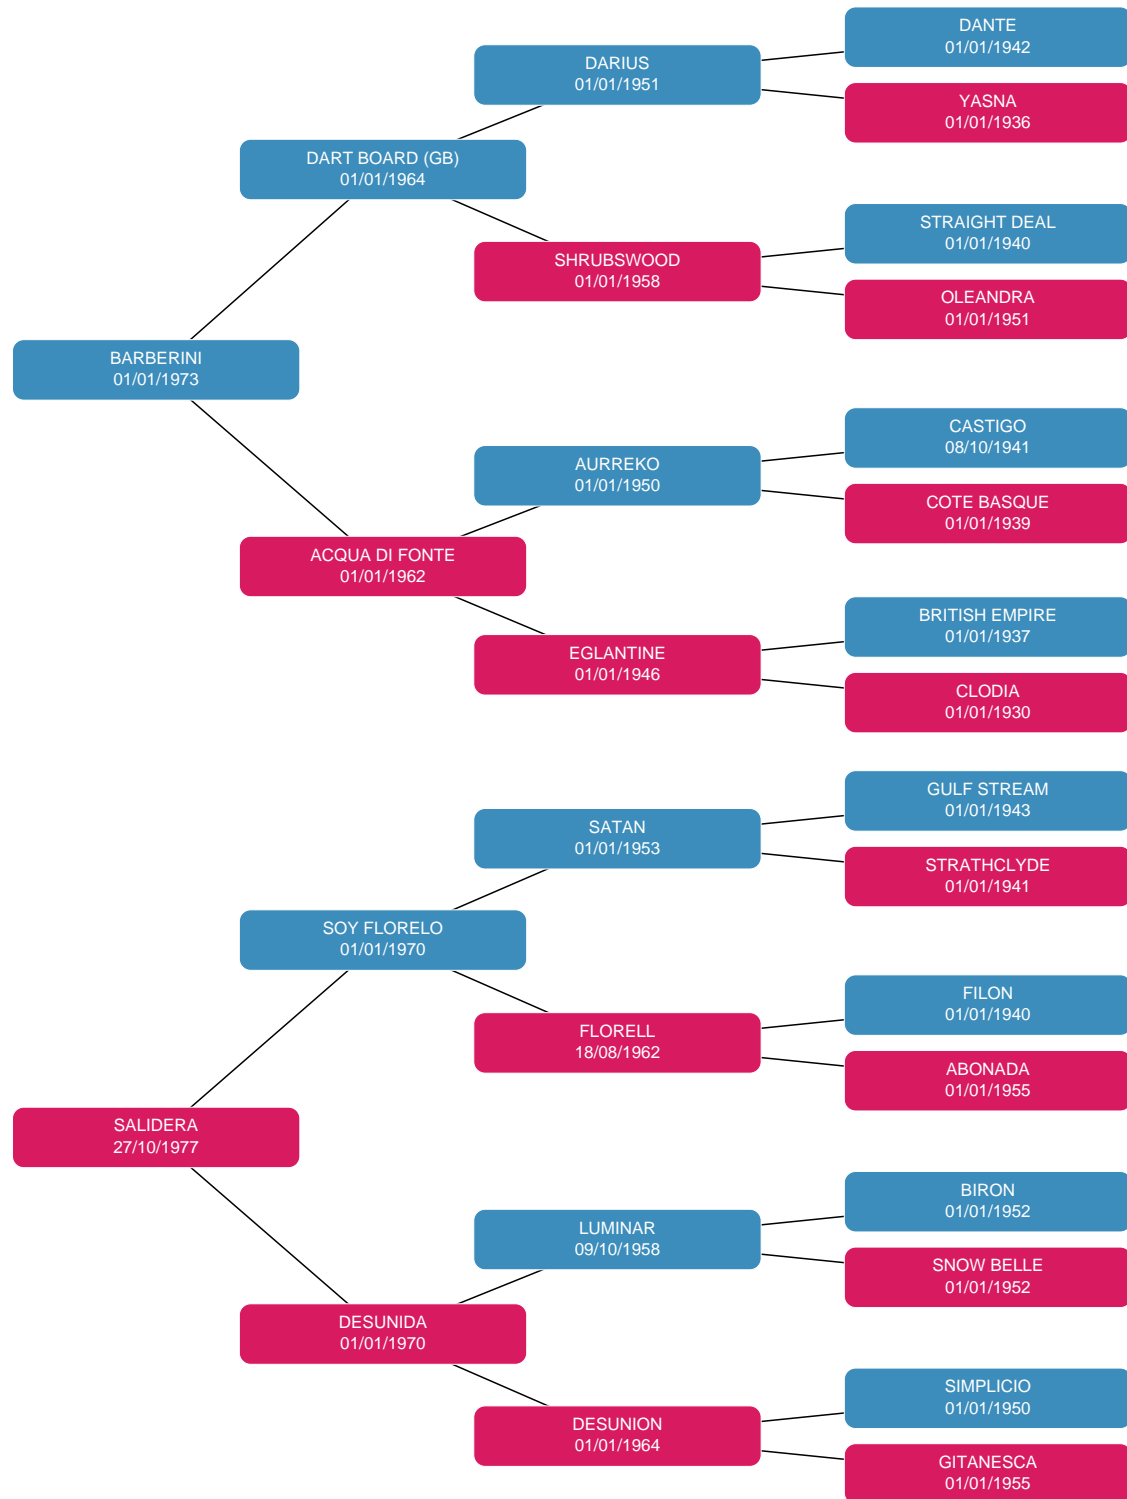 DANTE
01/01/1942
DARIUS
01/01/1951
YASNA
01/01/1936
DART BOARD (GB)
01/01/1964
STRAIGHT DEAL
01/01/1940
SHRUBSWOOD
01/01/1958
OLEANDRA
01/01/1951
BARBERINI
01/01/1973
CASTIGO
08/10/1941
AURREKO
01/01/1950
COTE BASQUE
01/01/1939
ACQUA DI FONTE
01/01/1962
BRITISH EMPIRE
01/01/1937
EGLANTINE
01/01/1946
CLODIA
01/01/1930
GULF STREAM
01/01/1943
SATAN
01/01/1953
STRATHCLYDE
01/01/1941
SOY FLORELO
01/01/1970
FILON
01/01/1940
FLORELL
18/08/1962
ABONADA
01/01/1955
SALIDERA
27/10/1977
BIRON
01/01/1952
LUMINAR
09/10/1958
SNOW BELLE
01/01/1952
DESUNIDA
01/01/1970
SIMPLICIO
01/01/1950
DESUNION
01/01/1964
GITANESCA
01/01/1955